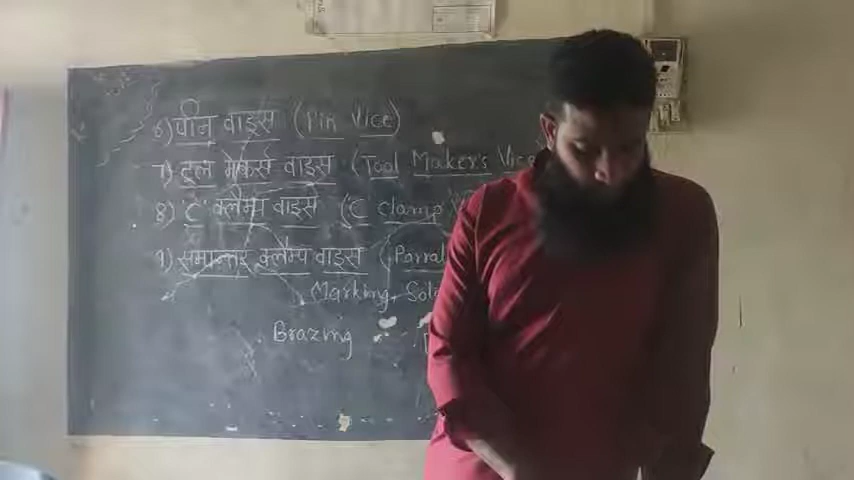 6) पीन वाइस (Pin Vice)
7) टूल मेकर्स वाइस (Tool Maker's Vice
8) 'C' क्लैम्प वाइस ('C Clamp
9) समान्तर क्लैम्प वाइस (Parral
Marking, Sol
Brazing